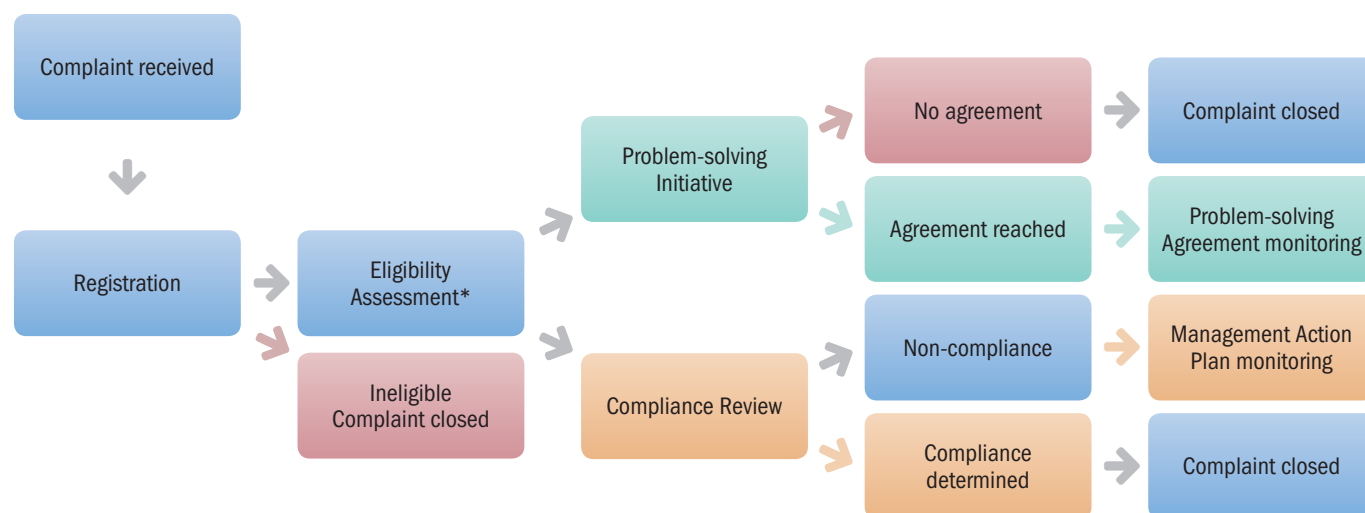 Complaint received
Registration
Eligibility
Assessment*
Ineligible
Complaint closed
Problem-solving
Initiative
Compliance Review
No agreement
Complaint closed
Agreement reached
Problem-solving
Agreement monitoring
Non-compliance
Management Action
Plan monitoring
Compliance
determined
Complaint closed